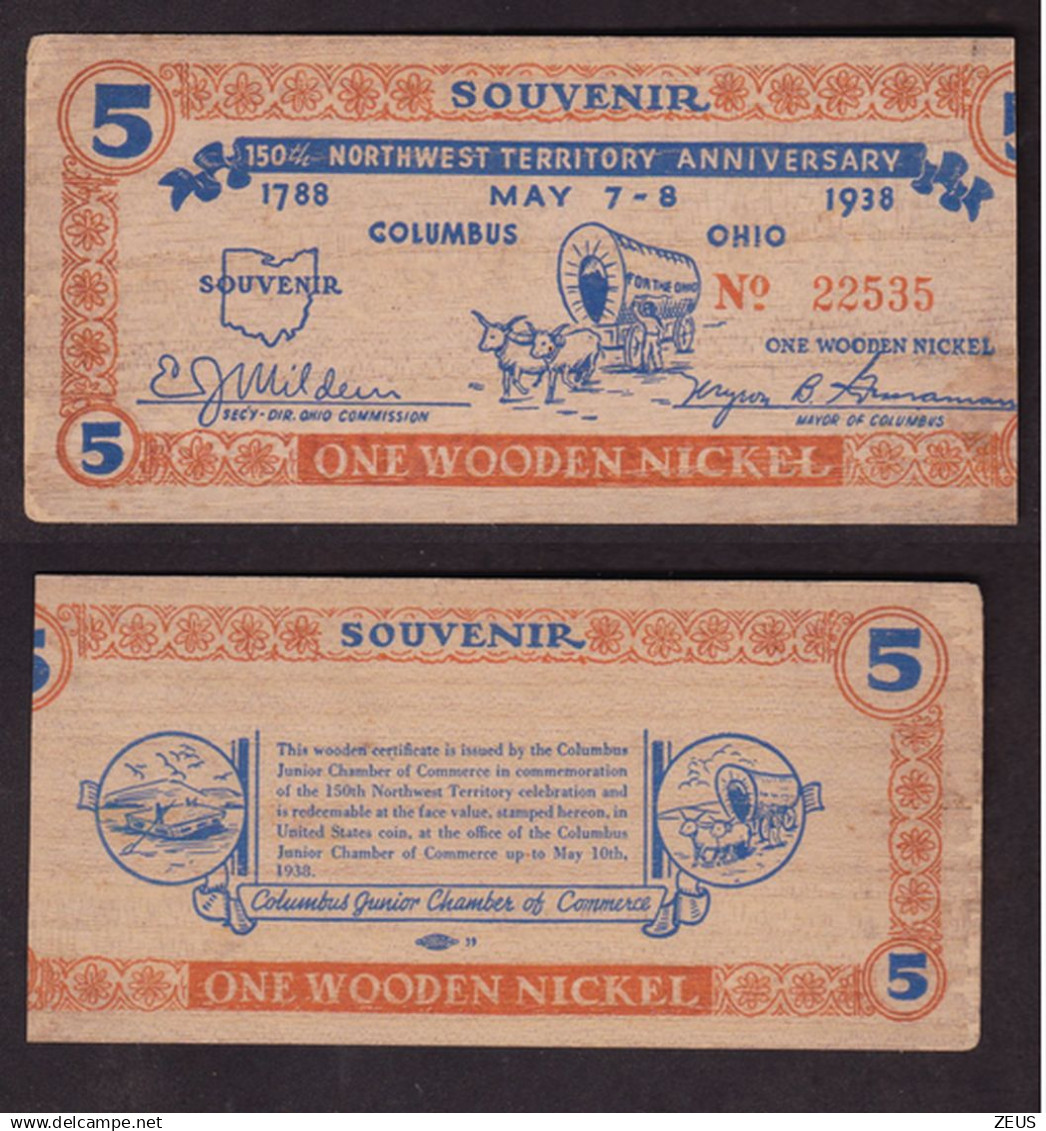 5 SOUVENIR 5
150th NORTHWEST TERRITORY ANNIVERSARY
1788 MAY 7-8 1938
COLUMBUS OHIO
SOUVENIR
FOR THE OHIO
No 22535
ONE WOODEN NICKEL
SEC'Y-DIR. OHIO COMMISSION
MAYOR OF COLUMBUS
5 ONE WOODEN NICKEL
5 SOUVENIR 5
This wooden certificate is issued by the Columbus
Junior Chamber of Commerce in commemoration
of the 150th Northwest Territory celebration and
is redeemable at the face value, stamped hereon, in
United States coin, at the office of the Columbus
Junior Chamber of Commerce up-to May 10th,
1938.
Columbus Junior Chamber of Commerce
ONE WOODEN NICKEL 5
delcampe.net
ZEUS